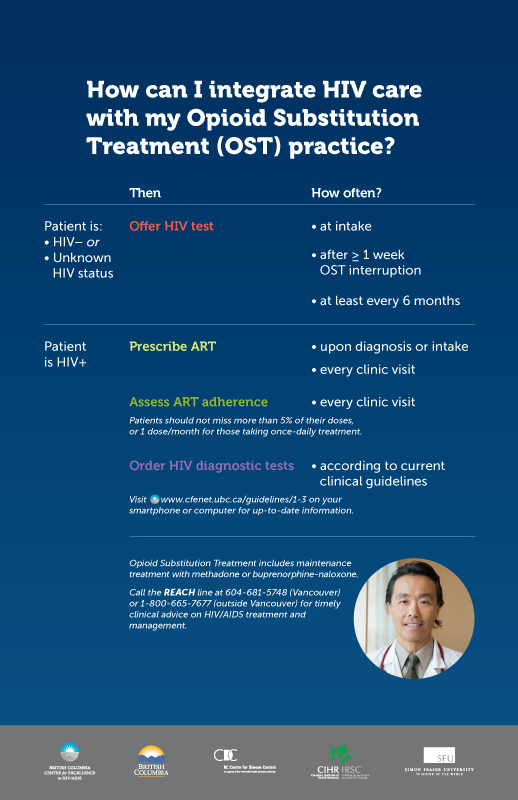 How can I integrate HIV care
with my Opioid Substitution
Treatment (OST) practice?
Then
How often?
Patient is:
• HIV– or
• Unknown
HIV status
Offer HIV test
• at intake
• after ≥ 1 week
OST interruption
• at least every 6 months
Patient
is HIV+
Prescribe ART
• upon diagnosis or intake
• every clinic visit
Assess ART adherence
• every clinic visit
Patients should not miss more than 5% of their doses,
or 1 dose/month for those taking once-daily treatment.
Order HIV diagnostic tests
• according to current
clinical guidelines
Visit www.cfenet.ubc.ca/guidelines/1-3 on your
smartphone or computer for up-to-date information.
Opioid Substitution Treatment includes maintenance
treatment with methadone or buprenorphine-naloxone.
Call the REACH line at 604-681-5748 (Vancouver)
or 1-800-665-7677 (outside Vancouver) for timely
clinical advice on HIV/AIDS treatment and
management.
BRITISH COLUMBIA
CENTRE for EXCELLENCE
in HIV/AIDS
BRITISH
COLUMBIA
CDC
BC Centre for Disease Control
CIHR IRSC
SFU
SIMON FRASER UNIVERSITY